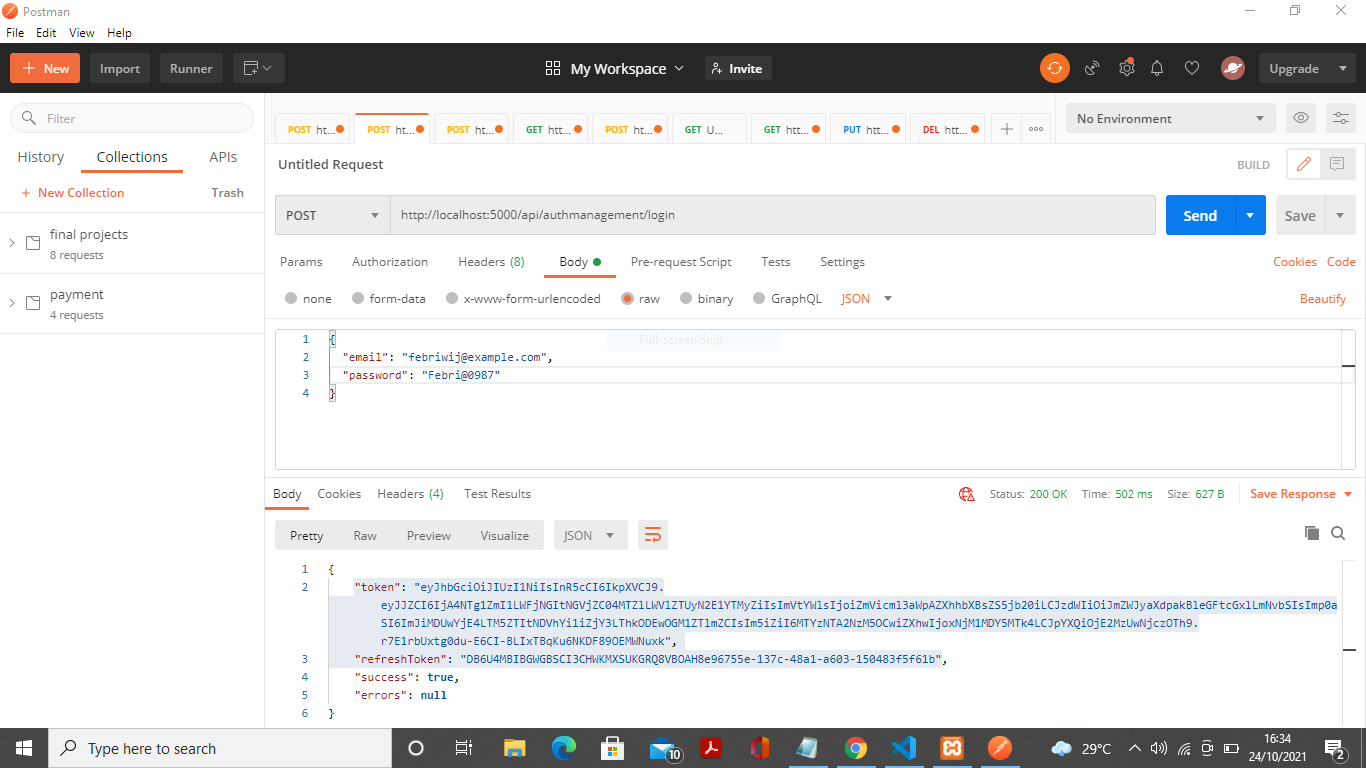 Postman
File Edit View Help
New Import Runner My Workspace Invite Upgrade
Filter
History Collections APIs
+ New Collection Trash
final projects
8 requests
payment
4 requests
POST ht... POST ht... POST ht... GET htt... POST ht... GET U... GET htt... PUT htt... DEL htt... No Environment
Untitled Request BUILD
POST http://localhost:5000/api/authmanagement/login Send Save
Params Authorization Headers (8) Body Pre-request Script Tests Settings Cookies Code
none form-data x-www-form-urlencoded raw binary GraphQL JSON Beautify
Full-screen Snip
1 {
2 "email": "febriwij@example.com",
3 "password": "Febri@0987"
4 }
Body Cookies Headers (4) Test Results Status: 200 OK Time: 502 ms Size: 627 B Save Response
Pretty Raw Preview Visualize JSON
1 {
2 "token": "eyJhbGciOiJIUzI1NiIsInR5cCI6IkpXVCJ9.
3 "refreshToken": "DB6U4MBIBGWGBSCI3CHWKMXSUKGRQ8VBOAH8e96755e-137c-48a1-a603-150483f5f61b",
4 "success": true,
5 "errors": null
6 }
Type here to search 10 29°C 16:34
24/10/2021 2